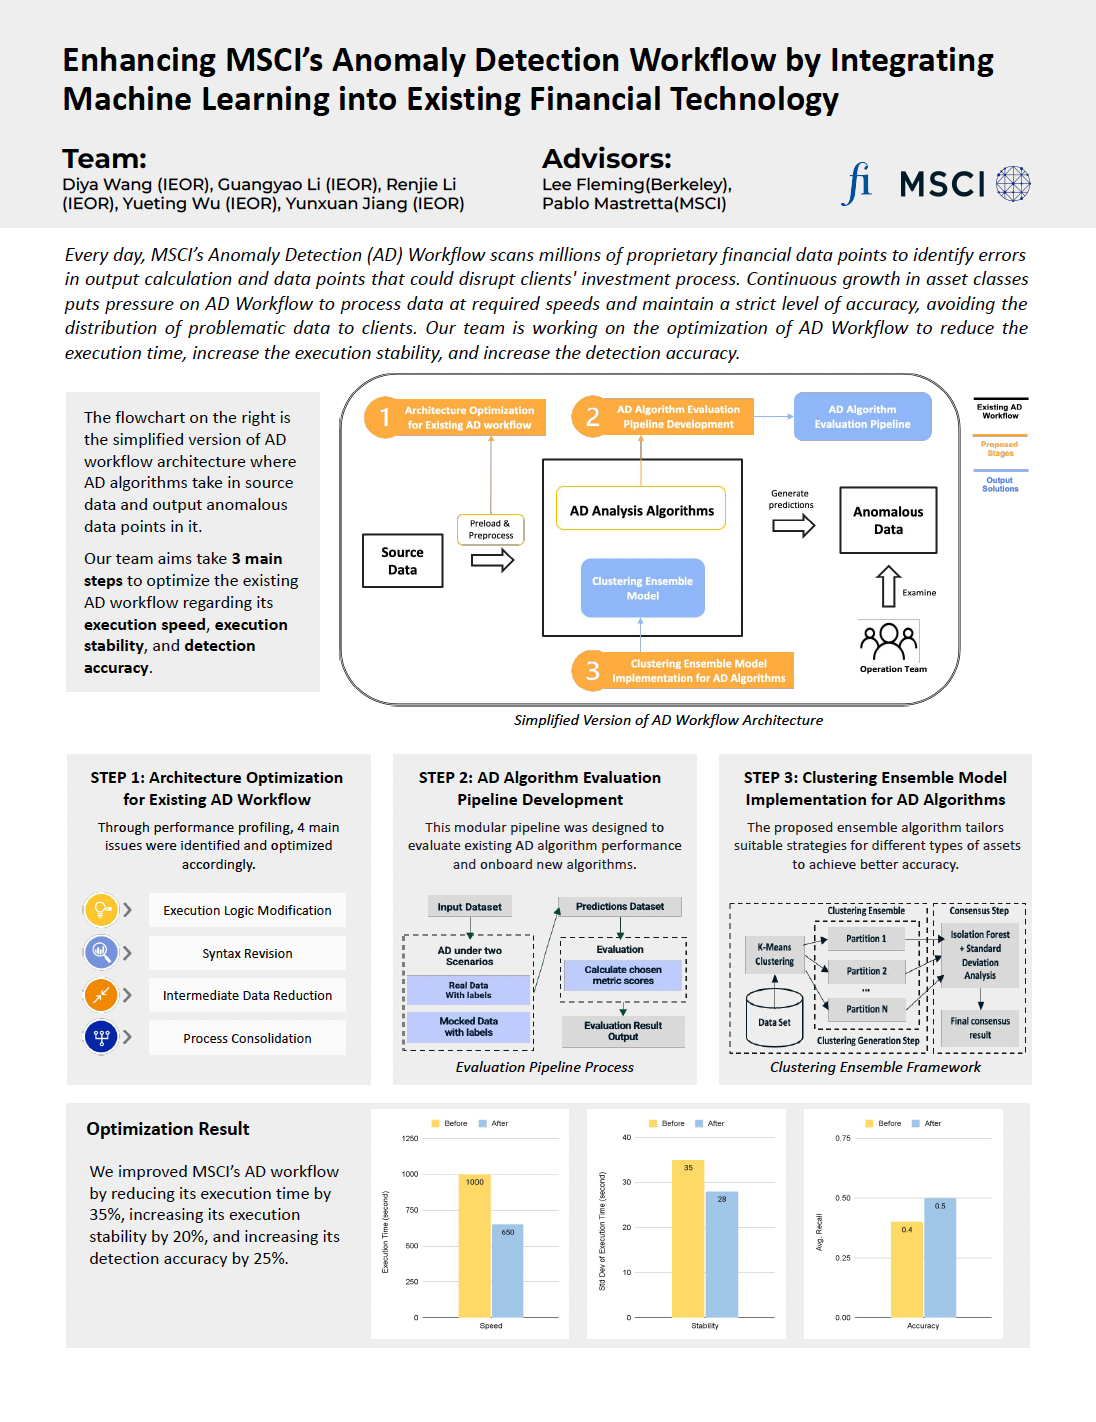 Enhancing MSCI’s Anomaly Detection Workflow by Integrating
Machine Learning into Existing Financial Technology
Team:
Diya Wang (IEOR), Guangyao Li (IEOR), Renjie Li
(IEOR), Yueting Wu (IEOR), Yunxuan Jiang (IEOR)
Advisors:
Lee Fleming(Berkeley),
Pablo Mastretta(MSCI)
fi
MSCI
Every day, MSCI’s Anomaly Detection (AD) Workflow scans millions of proprietary financial data points to identify errors
in output calculation and data points that could disrupt clients' investment process. Continuous growth in asset classes
puts pressure on AD Workflow to process data at required speeds and maintain a strict level of accuracy, avoiding the
distribution of problematic data to clients. Our team is working on the optimization of AD Workflow to reduce the
execution time, increase the execution stability, and increase the detection accuracy.
The flowchart on the right is
the simplified version of AD
workflow architecture where
AD algorithms take in source
data and output anomalous
data points in it.
Our team aims take 3 main
steps to optimize the existing
AD workflow regarding its
execution speed, execution
stability, and detection
accuracy.
1
Architecture Optimization
for Existing AD workflow
2
AD Algorithm Evaluation
Pipeline Development
AD Algorithm
Evaluation Pipeline
Existing AD
Workflow
Proposed
Stages
Output
Solutions
Source
Data
Preload &
Preprocess
AD Analysis Algorithms
Clustering Ensemble
Model
Generate
predictions
Anomalous
Data
Examine
Operation Team
3
Clustering Ensemble Model
Implementation for AD Algorithms
Simplified Version of AD Workflow Architecture
STEP 1: Architecture Optimization
for Existing AD Workflow
Through performance profiling, 4 main
issues were identified and optimized
accordingly.
Execution Logic Modification
Syntax Revision
Intermediate Data Reduction
Process Consolidation
STEP 2: AD Algorithm Evaluation
Pipeline Development
This modular pipeline was designed to
evaluate existing AD algorithm performance
and onboard new algorithms.
Input Dataset
AD under two
Scenarios
Real Data
With labels
Mocked Data
with labels
Predictions Dataset
Evaluation
Calculate chosen
metric scores
Evaluation Result
Output
Evaluation Pipeline Process
STEP 3: Clustering Ensemble Model
Implementation for AD Algorithms
The proposed ensemble algorithm tailors
suitable strategies for different types of assets
to achieve better accuracy.
Clustering Ensemble
K-Means
Clustering
Data Set
Partition 1
Partition 2
...
Partition N
Clustering Generation Step
Consensus Step
Isolation Forest
+ Standard
Deviation
Analysis
Final consensus
result
Clustering Ensemble Framework
Optimization Result
We improved MSCI’s AD workflow
by reducing its execution time by
35%, increasing its execution
stability by 20%, and increasing its
detection accuracy by 25%.
Before After
Execution Time (second)
1250
1000
750
500
250
0
1000
650
Speed
Before After
Std Dev of Execution Time (second)
40
30
20
10
0
35
28
Stability
Before After
Avg. Recall
0.75
0.50
0.25
0.00
0.4
0.5
Accuracy